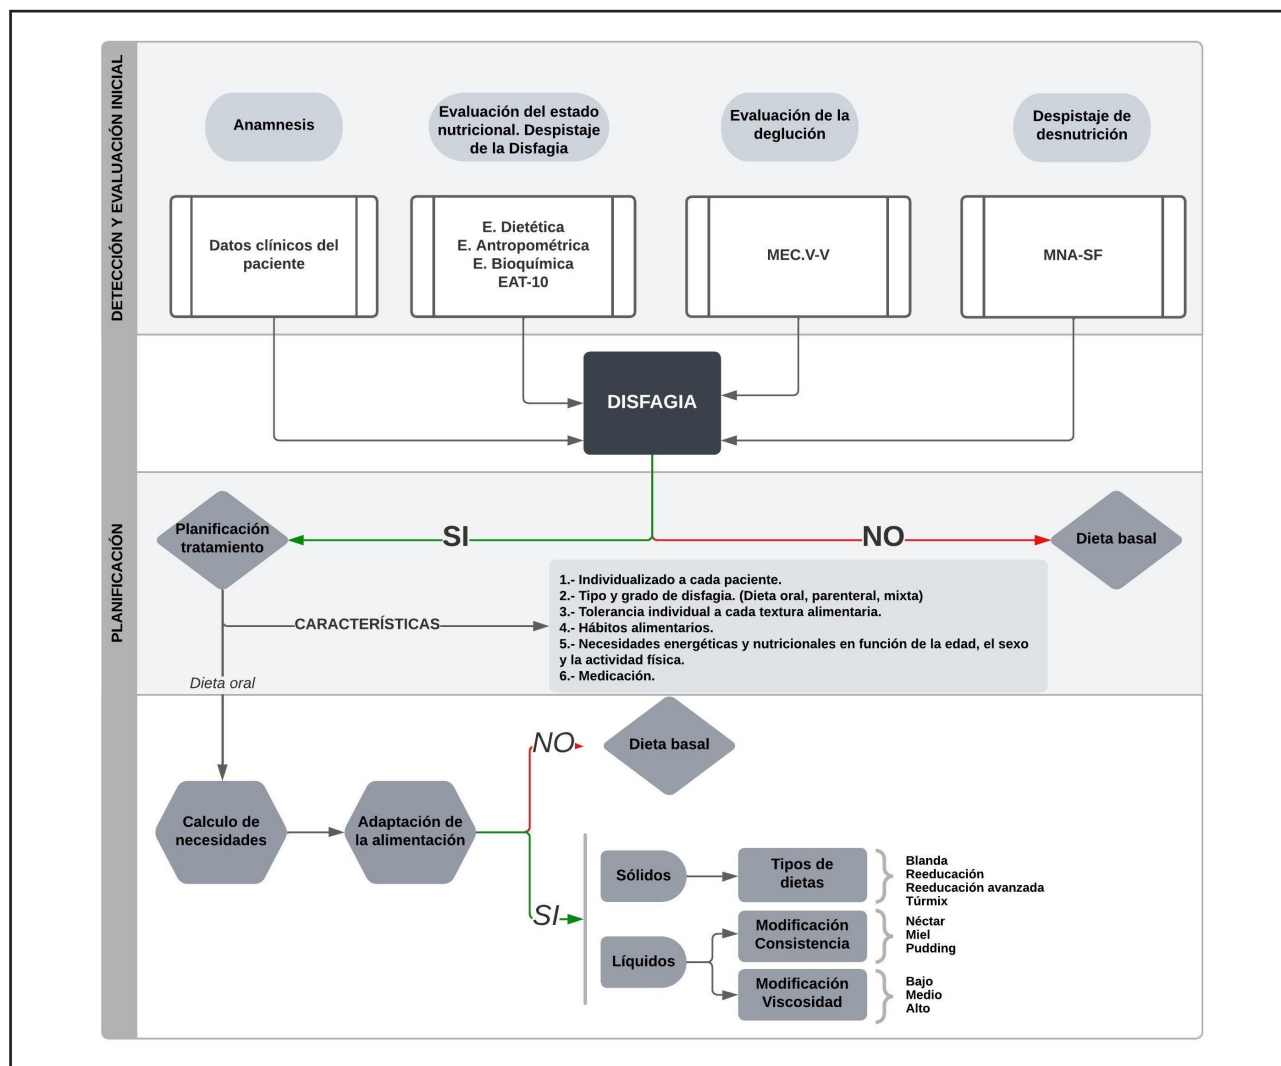 DETECCIÓN Y EVALUACIÓN INICIAL
Anamnesis
Evaluación del estado
nutricional. Despistaje
de la Disfagia
Evaluación de la
deglución
Despistaje de
desnutrición
Datos clínicos del
paciente
E. Dietética
E. Antropométrica
E. Bioquímica
EAT-10
MEC.V-V
MNA-SF
DISFAGIA
PLANIFICACIÓN
Planificación
tratamiento
SI
NO
Dieta basal
CARACTERÍSTICAS
1.- Individualizado a cada paciente.
2.- Tipo y grado de disfagia. (Dieta oral, parenteral, mixta)
3.- Tolerancia individual a cada textura alimentaria.
4.- Hábitos alimentarios.
5.- Necesidades energéticas y nutricionales en función de la edad, el sexo
y la actividad física.
6.- Medicación.
Dieta oral
NO
Dieta basal
Calculo de
necesidades
Adaptación de
la alimentación
SI
Sólidos
Tipos de
dietas
Blanda
Reeducación
Reeducación avanzada
Túrmix
Líquidos
Modificación
Consistencia
Néctar
Miel
Pudding
Modificación
Viscosidad
Bajo
Medio
Alto